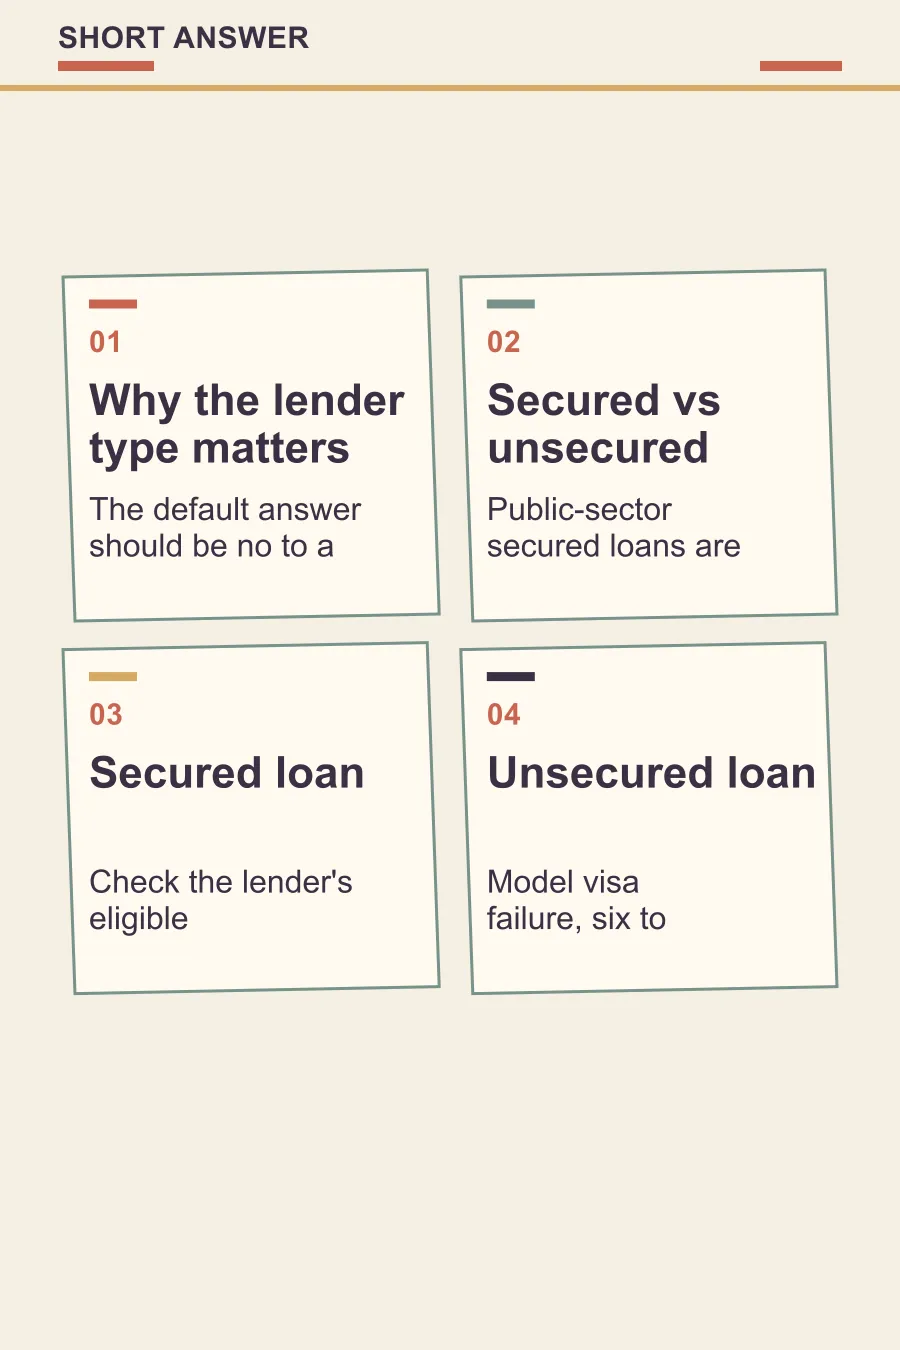 SHORT ANSWER
01
Why the lender
type matters
The default answer
should be no to a
02
Secured vs
unsecured
Public-sector
secured loans are
03
Secured loan
Check the lender's
eligible
04
Unsecured loan
Model visa
failure, six to